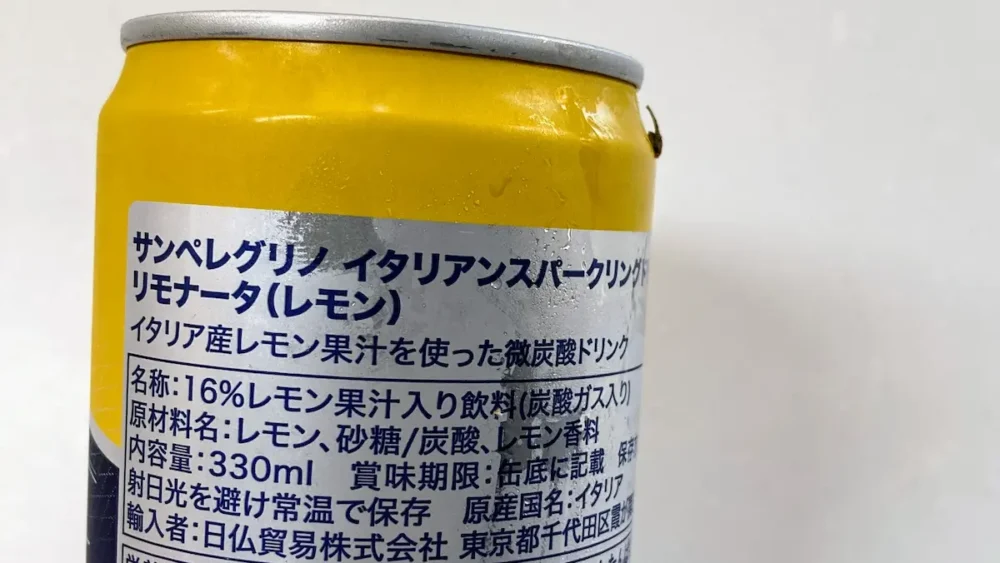 サンペレグリノ イタリアンスパークリングド
リモナータ(レモン)
イタリア産レモン果汁を使った微炭酸ドリンク
名称:16%レモン果汁入り飲料(炭酸ガス入り)
原材料名:レモン、砂糖/炭酸、レモン香料
内容量:330ml 賞味期限:缶底に記載 保存
射日光を避け常温で保存 原産国名:イタリア
輸入者:日仏貿易株式会社 東京都千代田区霞が